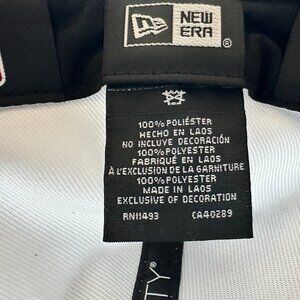 NEW
ERA®
100% POLIÉSTER
HECHO EN LAOS
NO INCLUYE DECORACIÓN
100% POLYESTER
FABRIQUÉ EN LAOS
À L'EXCLUSION DE LA GARNITURE
100% POLYESTER
MADE IN LAOS
EXCLUSIVE OF DECORATION
RN11493 CA40289
TY®